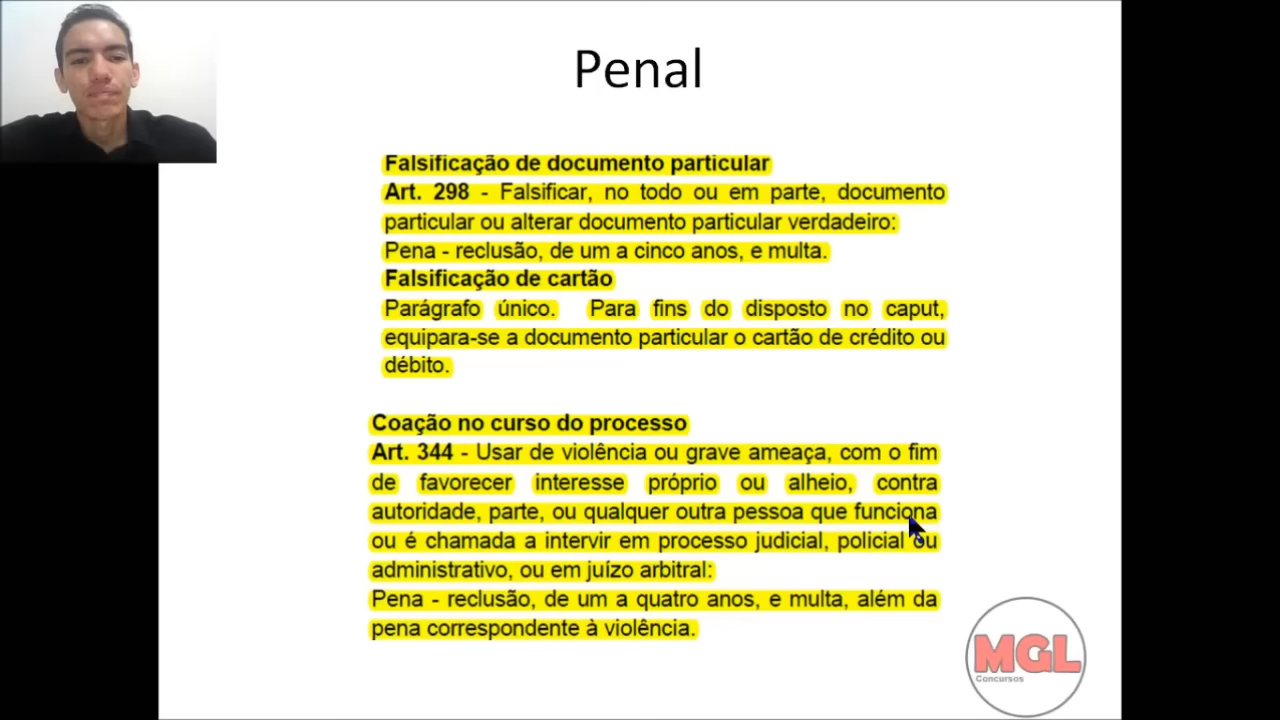 Penal
Falsificação de documento particular
Art. 298 - Falsificar, no todo ou em parte, documento
particular ou alterar documento particular verdadeiro:
Pena - reclusão, de um a cinco anos, e multa.
Falsificação de cartão
Parágrafo único. Para fins do disposto no caput,
equipara-se a documento particular o cartão de crédito ou
débito.
Coação no curso do processo
Art. 344 - Usar de violência ou grave ameaça, com o fim
de favorecer interesse próprio ou alheio, contra
autoridade, parte, ou qualquer outra pessoa que funciona
ou é chamada a intervir em processo judicial, policial ou
administrativo, ou em juízo arbitral:
Pena - reclusão, de um a quatro anos, e multa, além da
pena correspondente à violência.
MGL
Concursos